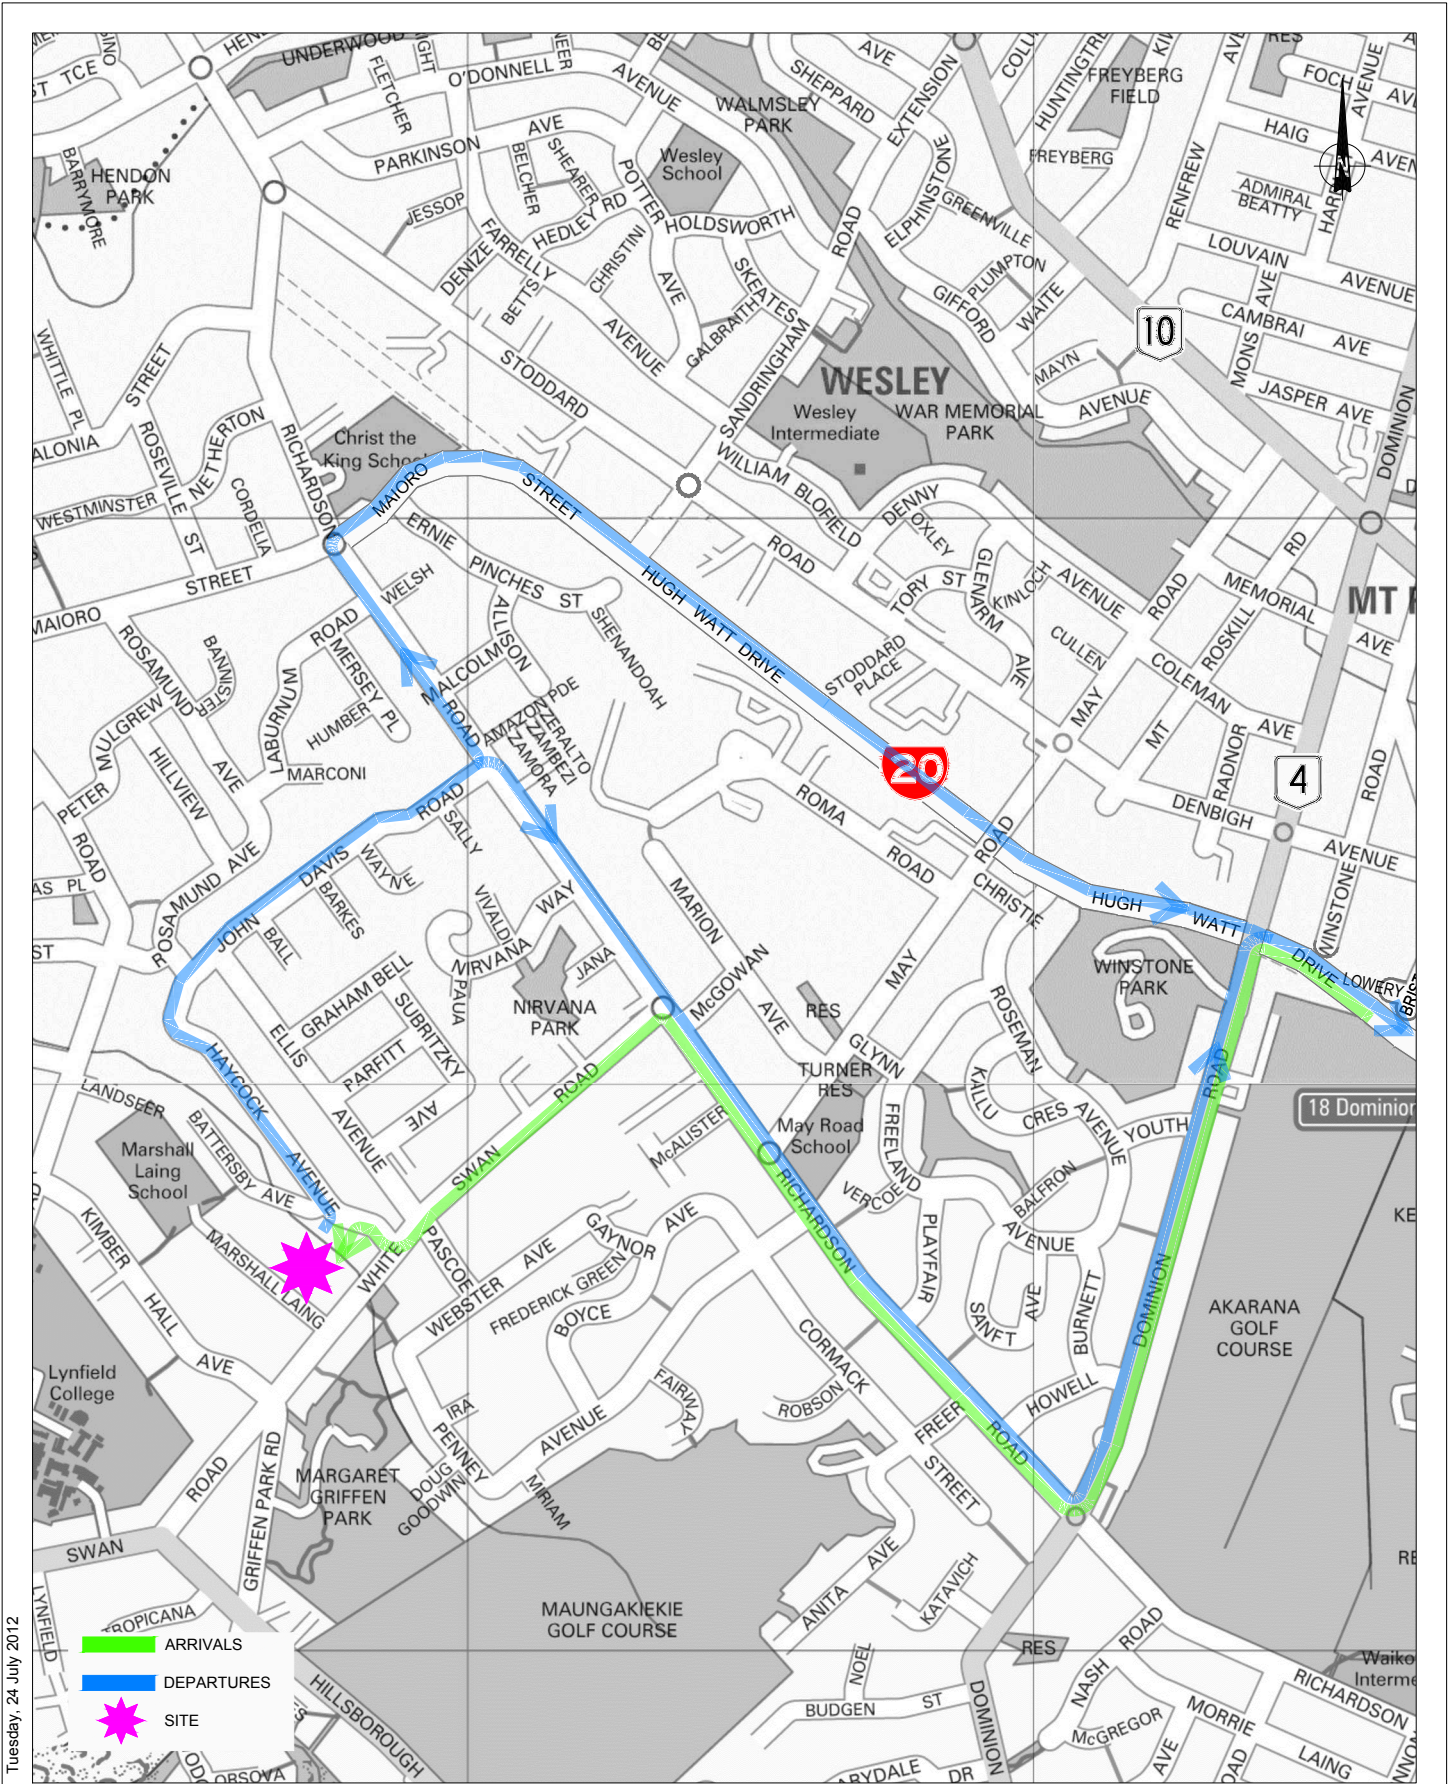 UNDERWOOD
FLETCHER
O'DONNELL
AVENUE
WALMSLEY
PARK
SHEPPARD
AVE
EXTENSION
FREYBERG
FIELD
FOCH
AVENUE
HAIG
HENDON
PARK
BARRYMORE
PARKINSON
AVE
BELCHER
SHEARER
POTTER
AVE
Wesley
School
FREYBERG
RENFREW
ADMIRAL
BEATTY
JESSOP
HEDLEY RD
HOLDSWORTH
ROAD
ELPHINSTONE
GREENVILLE
LOUVAIN
AVENUE
DENIZE
FARRELLY
AVENUE
BETTS
CHRISTINI
SKEATES
GALBRAITH
SANDRINGHAM
GIFFORD
PLUMPTON
WAITE
MONS AVE
CAMBRAI AVE
10
WHITTLE PL
STREET
STODDARD
WESLEY
Wesley
Intermediate
WAR MEMORIAL
PARK
MAYN
AVENUE
JASPER AVE
DOMINION
ROSEVILLE
ST
NETHERTON
RICHARDSON
Christ the
King School
WESTMINSTER
CORDELIA
MAIORO
STREET
WILLIAM BLOFIELD
DENNY
OXLEY
ROAD
ERNIE
PINCHES ST
STREET
MAIORO
WELSH
HUGH WATT DRIVE
TORY ST
GLENARM
AVE
KINLOCH
AVENUE
ROAD
RD
MEMORIAL
AVE
ROSKILL
MT
ROSAMUND
AVE
BANNISTER
ROAD
MERSEY PL
ALLISON
SHENANDOAH
MALCOLM
STODDARD
PLACE
CULLEN
COLEMAN
AVE
MAY
MULGREW
LABURNUM
HUMBER
ROAD
AMAZON PDE
ZERALTO
ZAMBEZI
ZAMORA
RADNOR
HILLVIEW
MARCONI
20
4
PETER
ROAD
ROAD
SALLY
ROMA
ROAD
ROAD
DENBIGH
AVENUE
ROAD
WINSTONE
ROSAMUND AVE
JOHN
DAVIS
WAYNE
BARKES
BALL
VIVALDI
WAY
NIRVANA
MARION
AVE
CHRISTIE
HUGH
WATT
DRIVE
LOWERY
GRAHAM BELL
PAUA
JANA
McGOWAN
MAY
WINSTONE
PARK
NIRVANA
PARK
SUBRITZKY
ELLIS
PARFITT
AVENUE
AVE
RES
ROSEMAN
AVENUE
HAYCOCK
AVENUE
GLYNN
TURNER
RES
KALLU
CRES
ROAD
LANDSEER
BATTERSBY AVE
ROAD
SWAN
McALISTER
May Road
School
FREELAND
YOUTH
18 Dominion
Marshall
Laing
School
RICHARDSON
VERCOE
BALFRON
KIMBER
HALL
AVE
MARSHALL LAING
WHITE
PASCOE
GAYNOR
AVE
WEBSTER AVE
FREDERICK GREEN
BOYCE
PLAYFAIR
AVENUE
AVE
SANFT
BURNETT
DOMINION
AKARANA
GOLF
COURSE
CORMACK
Lynfield
College
FAIRWAY
ROBSON
FREER
STREET
HOWELL
ROAD
IRA
PENNEY
AVENUE
DOUG
GOODWIN
MIRIAM
MARGARET
GRIFFEN
PARK
ROAD
GRIFFEN PARK RD
SWAN
LYNFIELD
TROPICANA
MAUNGAKIEKIE
GOLF COURSE
ANITA AVE
KATAVICH
NOEL
RES
NASH ROAD
RICHARDSON
BUDGEN ST
DOMINION
McGREGOR
MORRIE
LAING
AVE
HILLSBOROUGH
DR
ARRIVALS
DEPARTURES
SITE
Tuesday, 24 July 2012